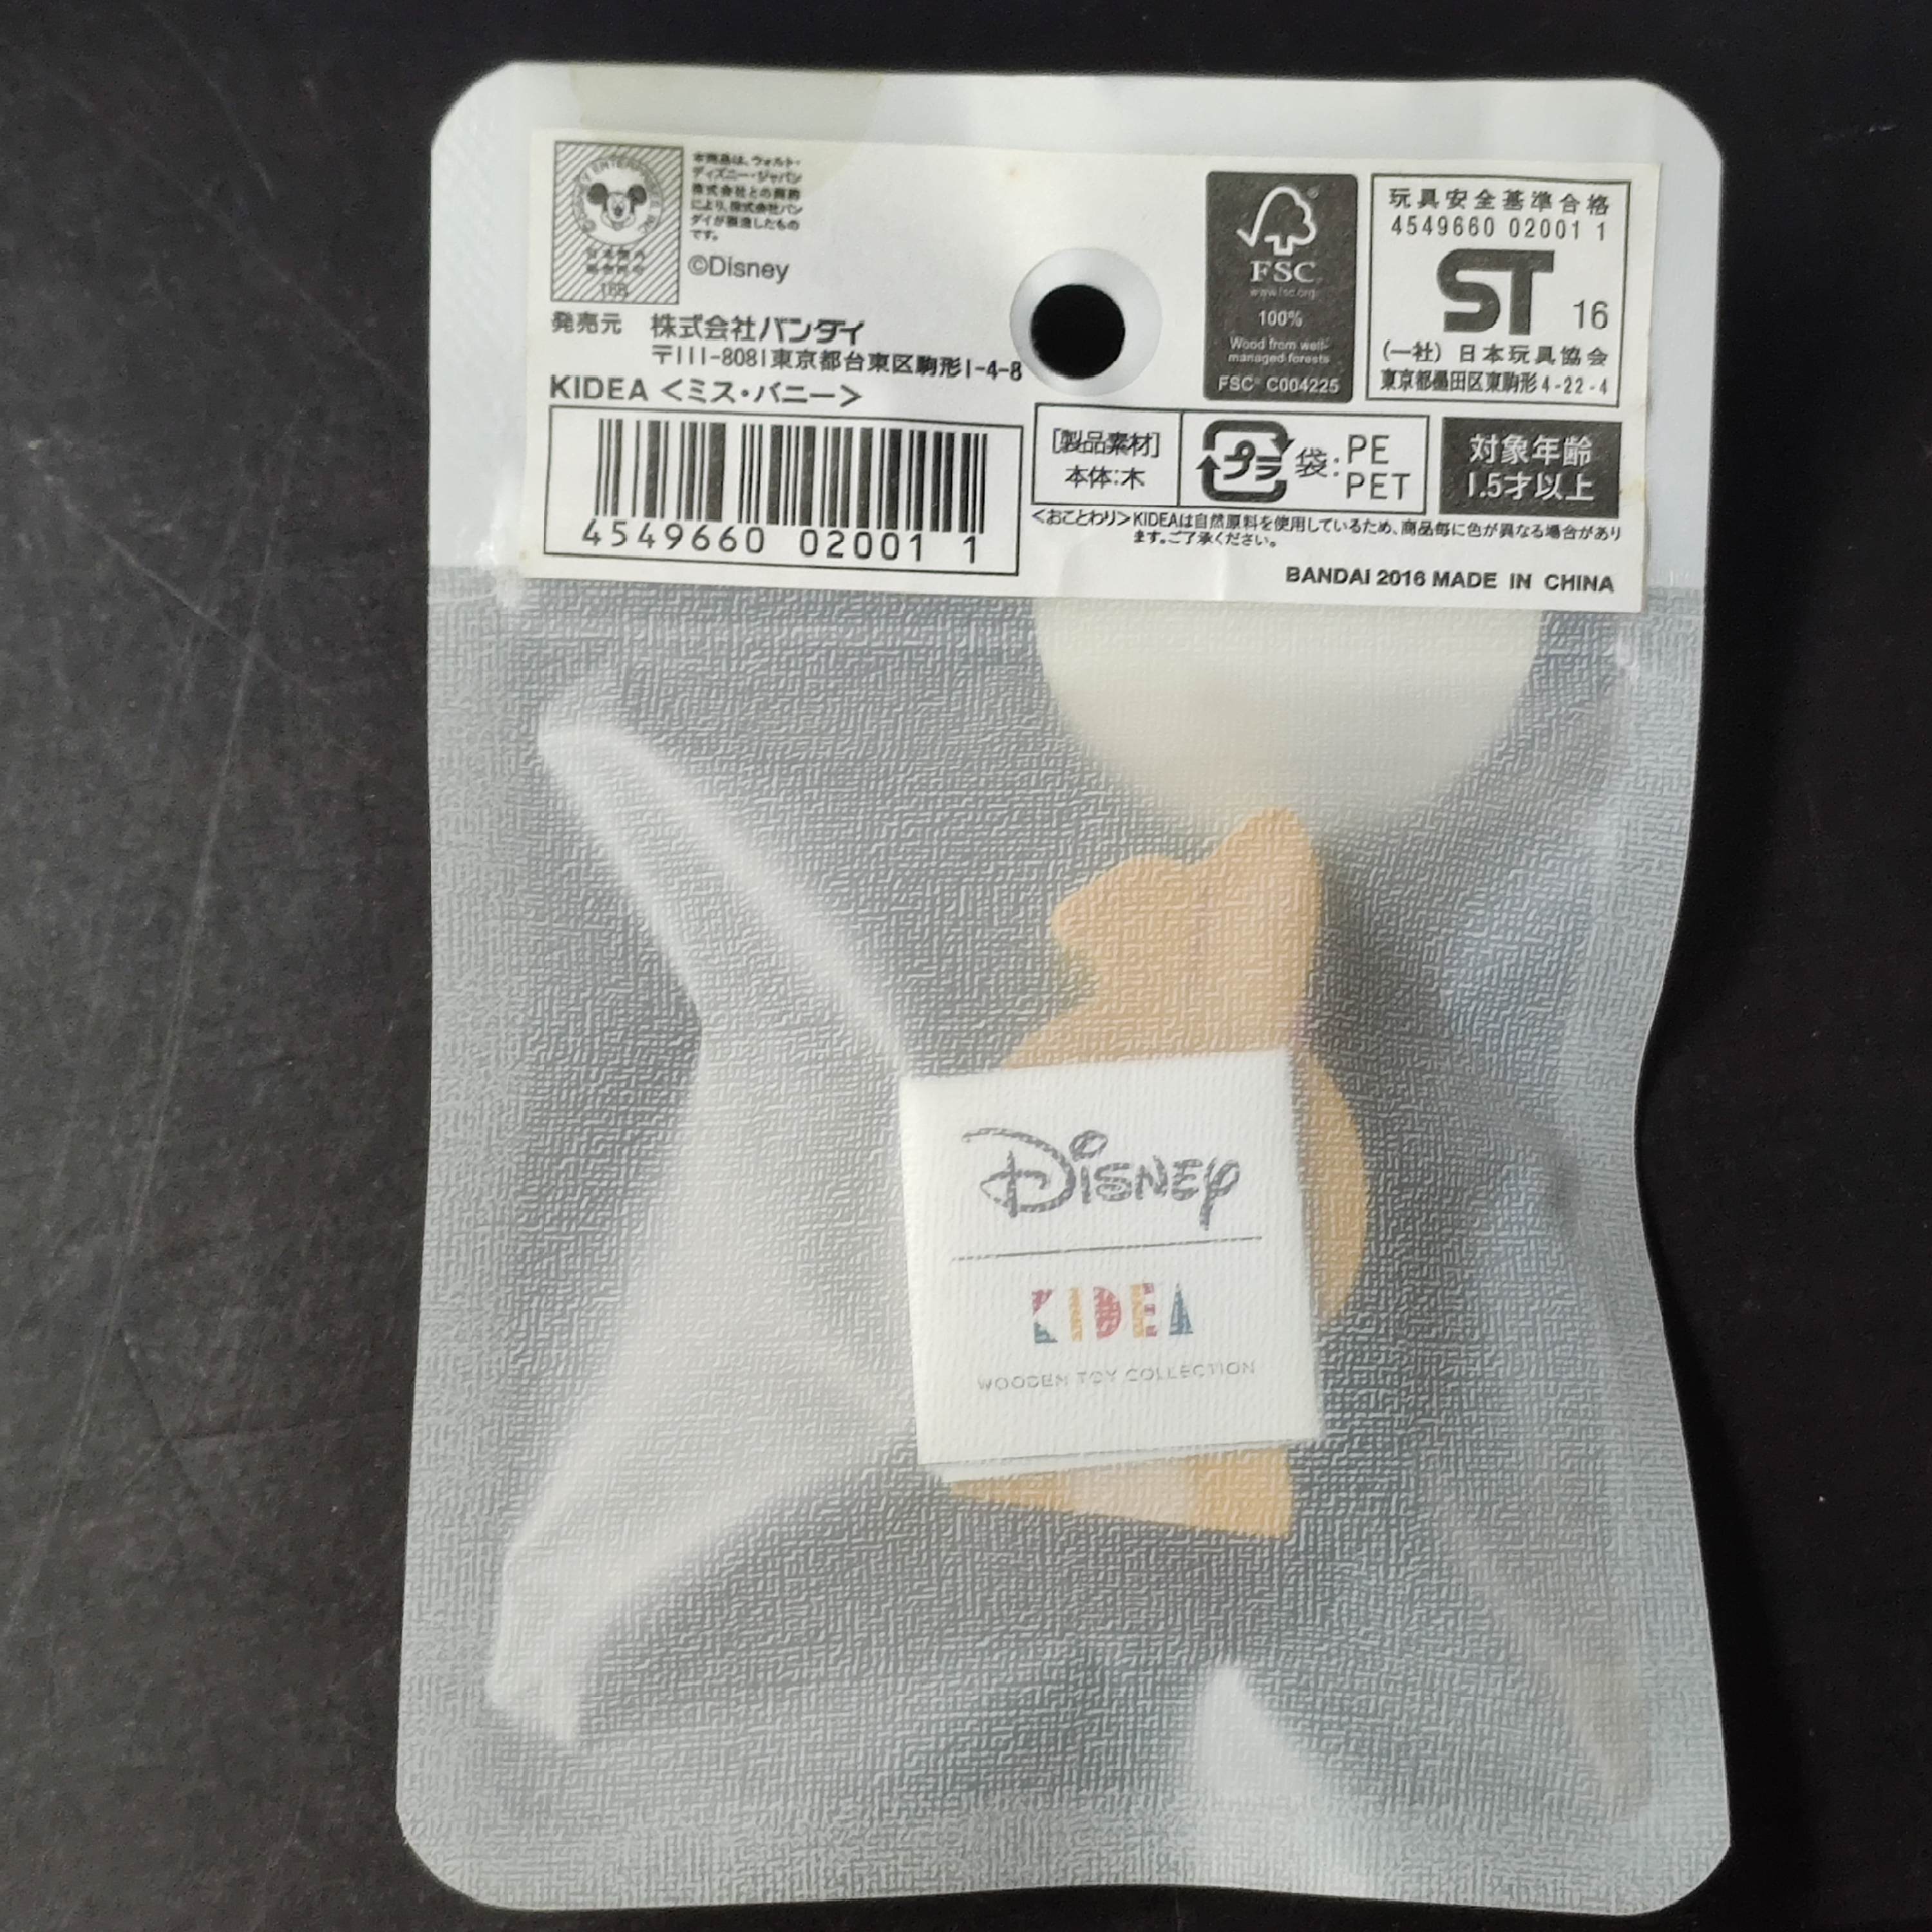 本商品は、ウォルト・
ディズニー・ジャパン
株式会社との契約
により、株式会社バン
ダイが製造したもの
です。
©Disney
発売元 株式会社バンダイ
〒111-8081東京都台東区駒形1-4-8
KIDEA <ミス・バニー>
4549660 02001 1
FSC
www.fsc.org
100%
Wood from well-
managed forests
FSC® C004225
玩具安全基準合格
4549660 02001 1
ST 16
(一社) 日本玩具協会
東京都墨田区東駒形4-22-4
[製品素材]
本体:木
プラ 袋: PE
PET
対象年齢
1.5才以上
<おことわり>KIDEAは自然原料を使用しているため、商品毎に色が異なる場合があり
ます。ご了承ください。
BANDAI 2016 MADE IN CHINA
Disney
KIDEA
WOODEN TOY COLLECTION